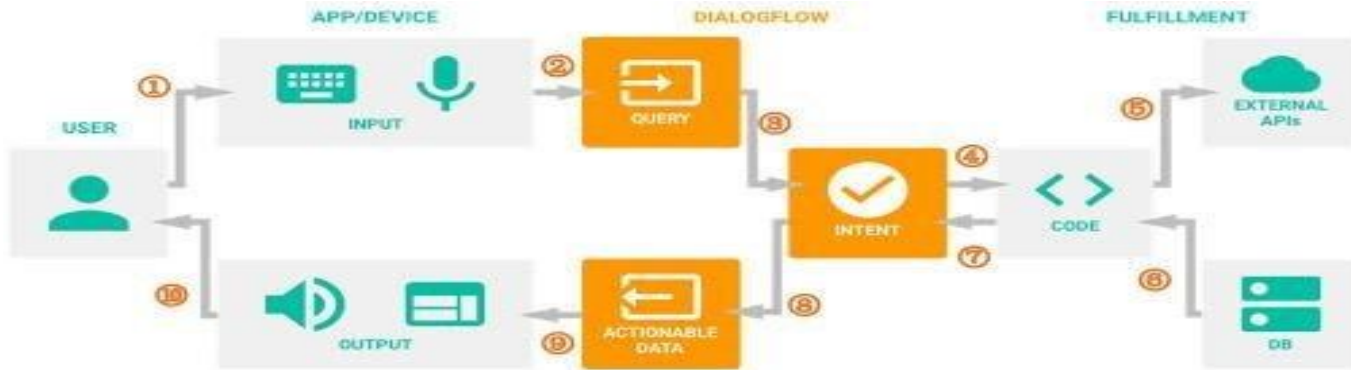 APP/DEVICE
DIALOGFLOW
FULFILLMENT
①
②
INPUT
QUERY
③
⑤
EXTERNAL
APIs
USER
④
INTENT
CODE
⑦
⑩
OUTPUT
⑨
ACTIONABLE
DATA
⑧
⑥
DB